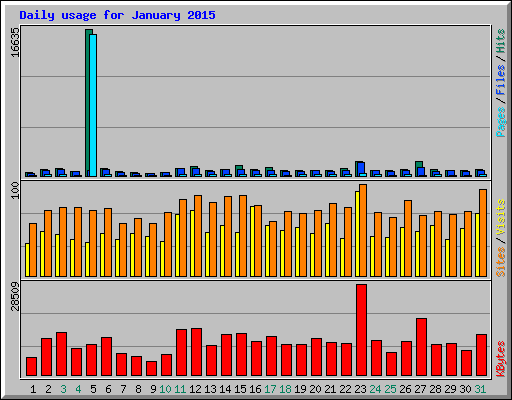 Daily usage for January 2015
16635
100
28509
Pages / Files / Hits
Sites / Visits
KBytes
1 2 3 4 5 6 7 8 9 10 11 12 13 14 15 16 17 18 19 20 21 22 23 24 25 26 27 28 29 30 31